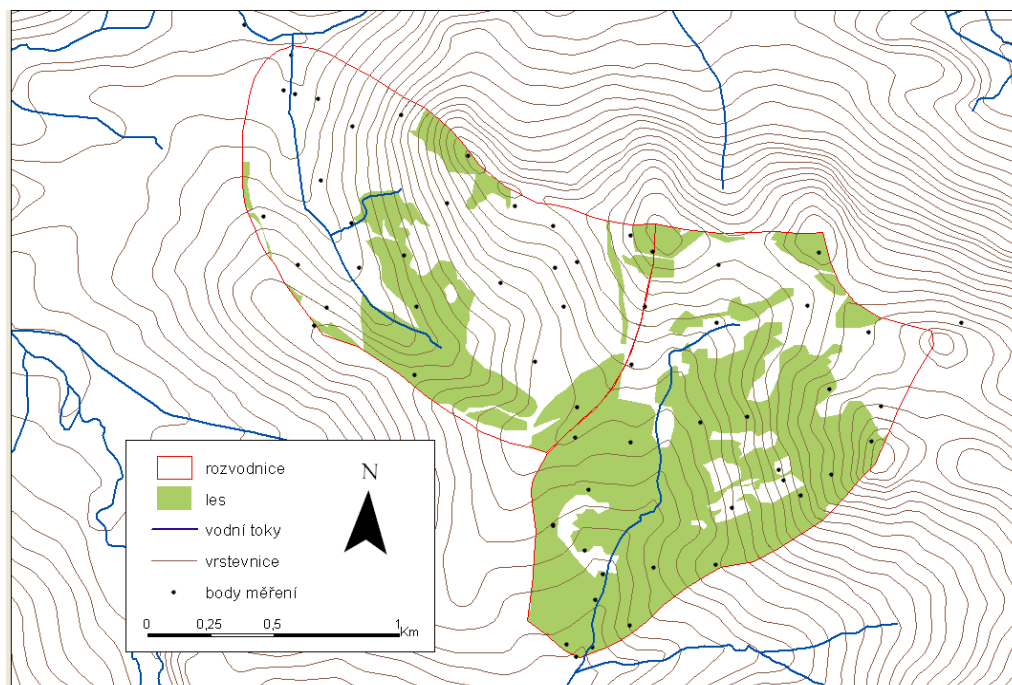 rozvodnice
N
les
vodní toky
vrstevnice
body měření
0 0,25 0,5 1
Km